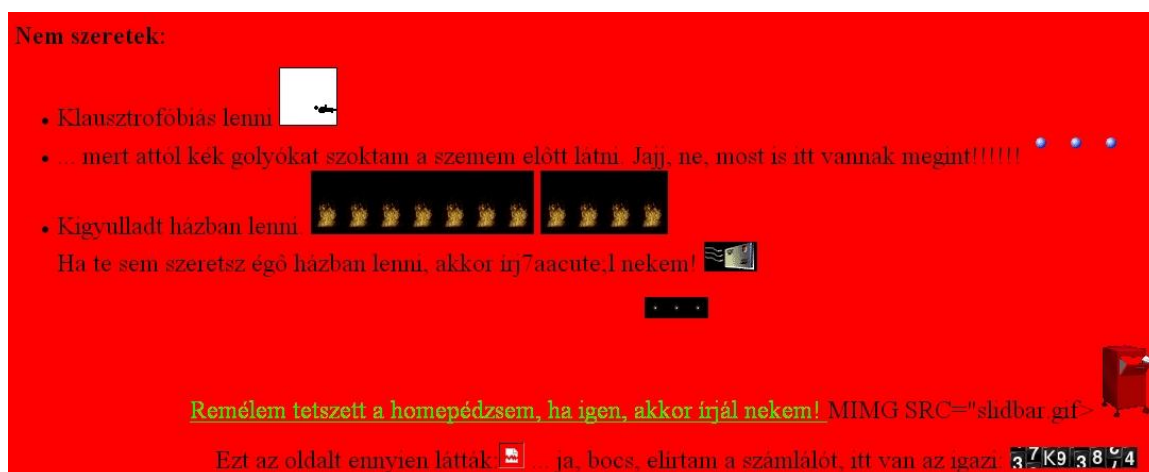 Nem szeretek:
Klausztrofóbiás lenni
... mert attól kék golyókat szoktam a szemem előtt látni. Jajj, ne, most is itt vannak megint!!!!!!
Kigyulladt házban lenni.
Ha te sem szeretsz égő házban lenni, akkor írj7aacute;l nekem!
Remélem tetszett a homepédzsem, ha igen, akkor írjál nekem! MIMG SRC="slidbar.gif>
Ezt az oldalt ennyien látták: ... ja, bocs, elírtam a számlálót, itt van az igazi: